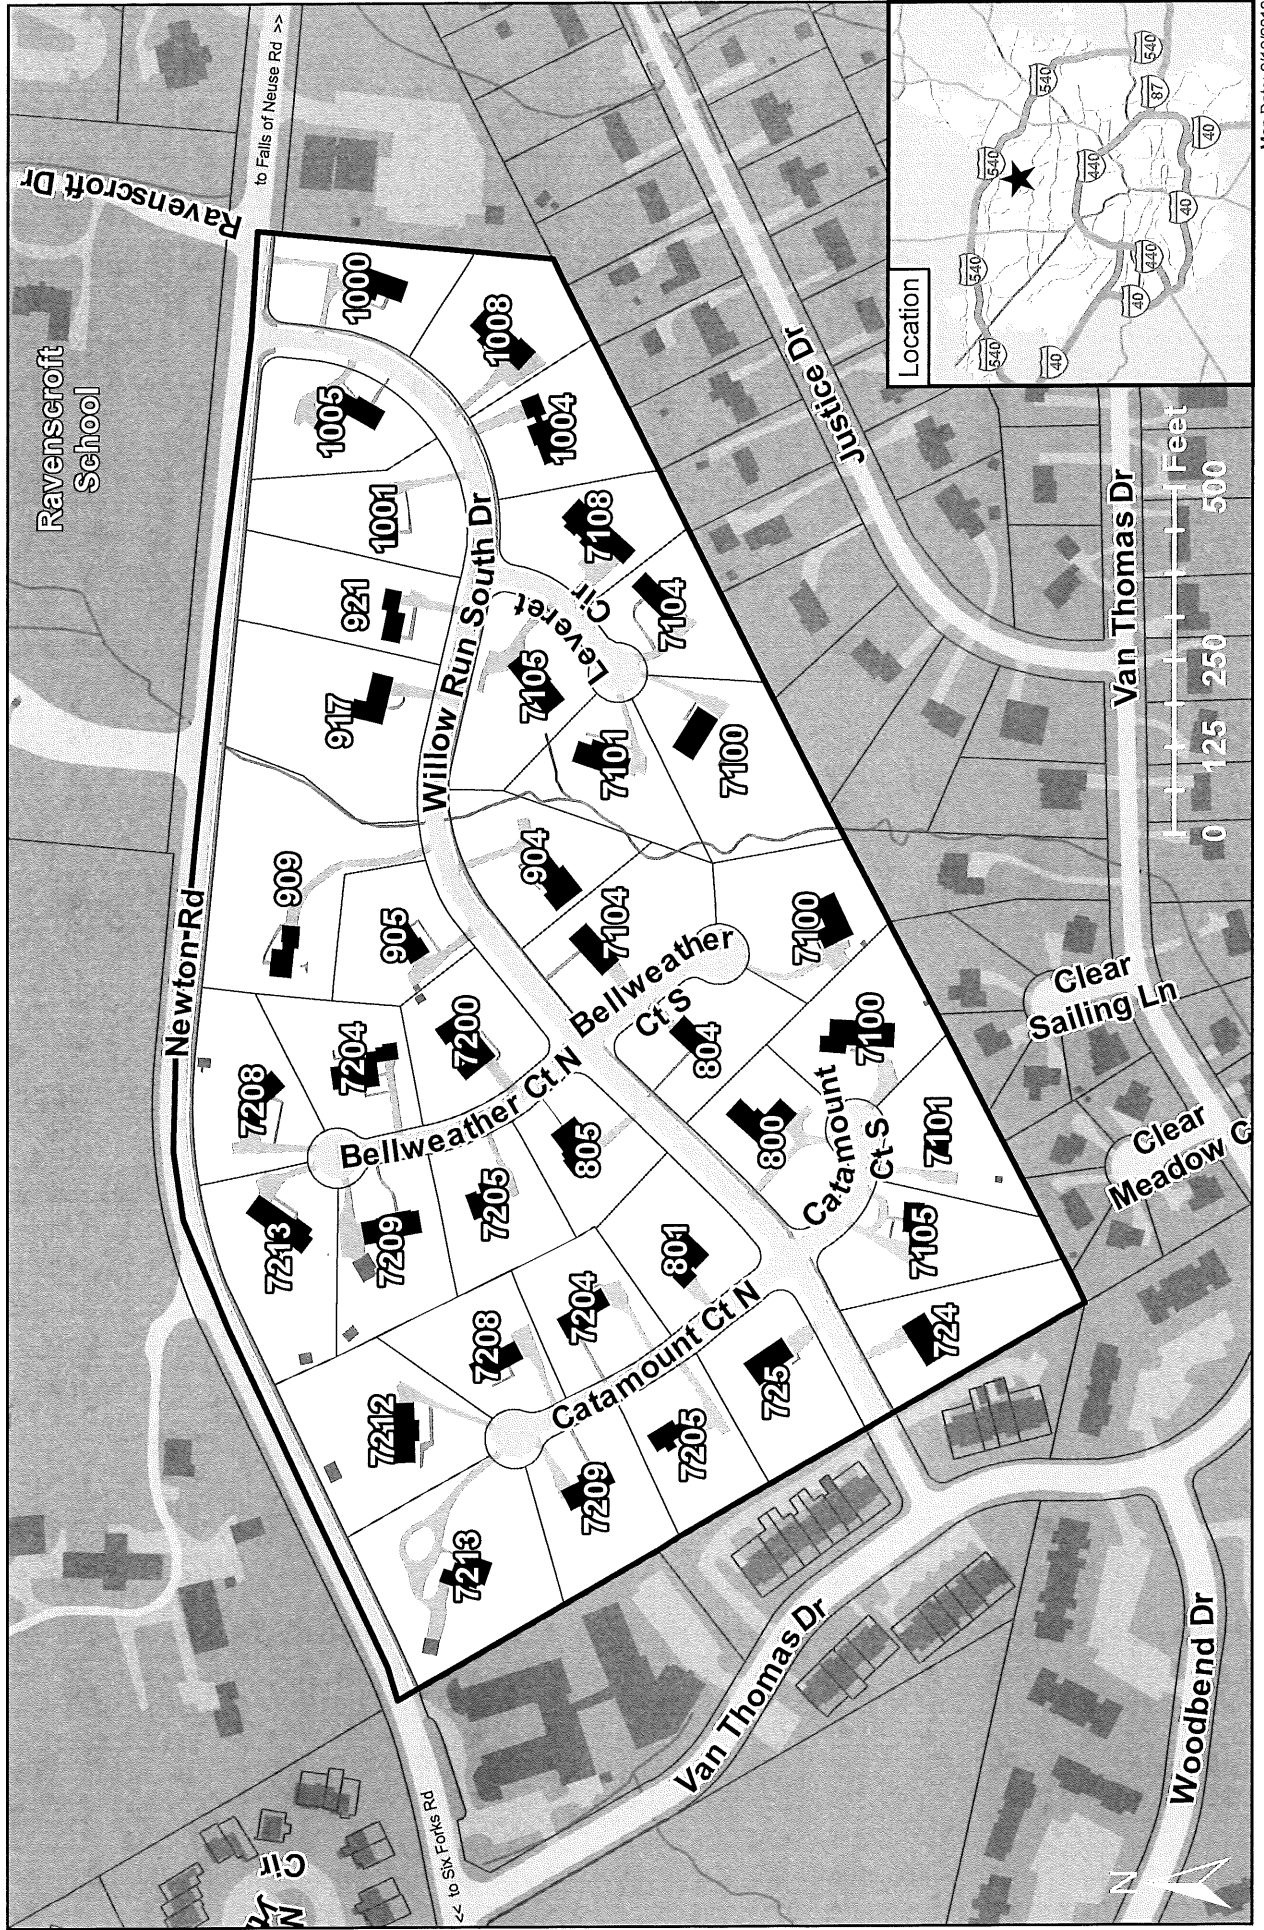 Ravenscroft
School
Ravenscroft Dr
to Falls of Neuse Rd >>
Newton Rd
<< to Six Forks Rd
Cir
1000
1005
1008
1004
1001
921
917
7108
7104
Leveret
Cir
7105
7101
7100
Willow Run South Dr
909
905
904
7104
7100
Bellweather
Ct S
804
7200
7204
7208
Bellweather Ct N
7213
7209
7205
805
800
7100
Catamount
Ct S
7101
7105
724
801
7204
7208
7212
Catamount Ct N
725
7205
7209
7213
Justice Dr
Van Thomas Dr
Clear
Sailing Ln
Clear
Meadow C
Van Thomas Dr
Woodbend Dr
N
0
125
250
500
Feet
Location
540
540
540
540
540
87
440
440
40
40
40
40